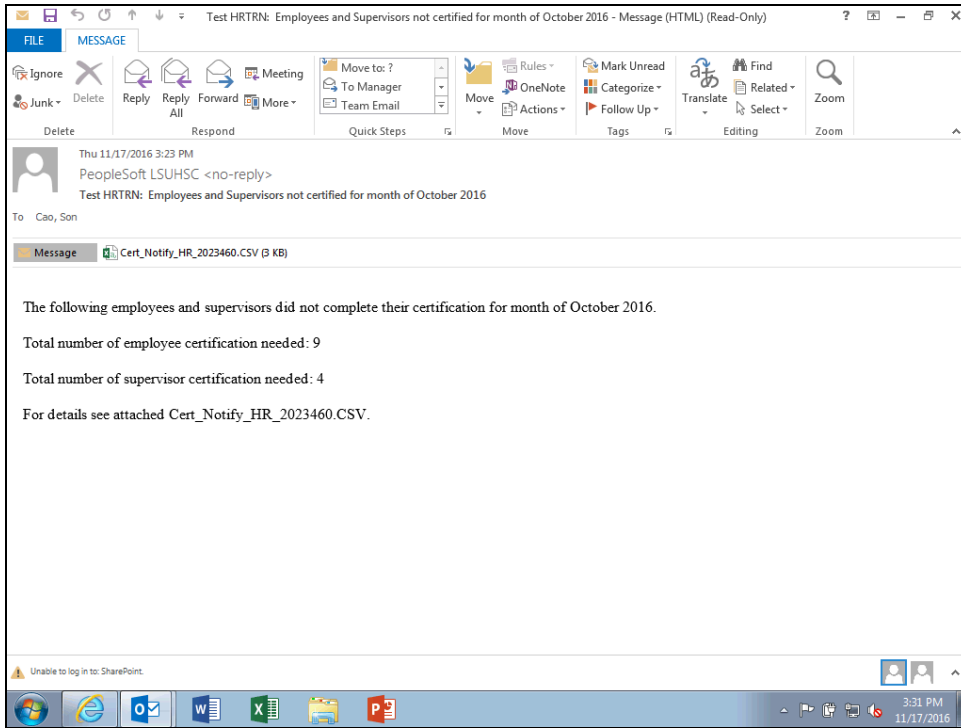 Test HRTRN:  Employees and Supervisors not certified for month of October 2016 - Message (HTML) (Read-Only)
FILE
MESSAGE
Ignore
Junk
Delete
Delete
Reply
Reply All
Forward
Meeting
More
Respond
Move to: ?
To Manager
Team Email
Quick Steps
Move
Rules
OneNote
Actions
Move
Mark Unread
Categorize
Follow Up
Tags
Translate
Find
Related
Select
Editing
Zoom
Zoom
Thu 11/17/2016 3:23 PM
PeopleSoft LSUHSC <no-reply>
Test HRTRN:  Employees and Supervisors not certified for month of October 2016
To Cao, Son
Message
Cert_Notify_HR_2023460.CSV (3 KB)
The following employees and supervisors did not complete their certification for month of October 2016.
Total number of employee certification needed: 9
Total number of supervisor certification needed: 4
For details see attached Cert_Notify_HR_2023460.CSV.
Unable to log in to: SharePoint.
3:31 PM
11/17/2016